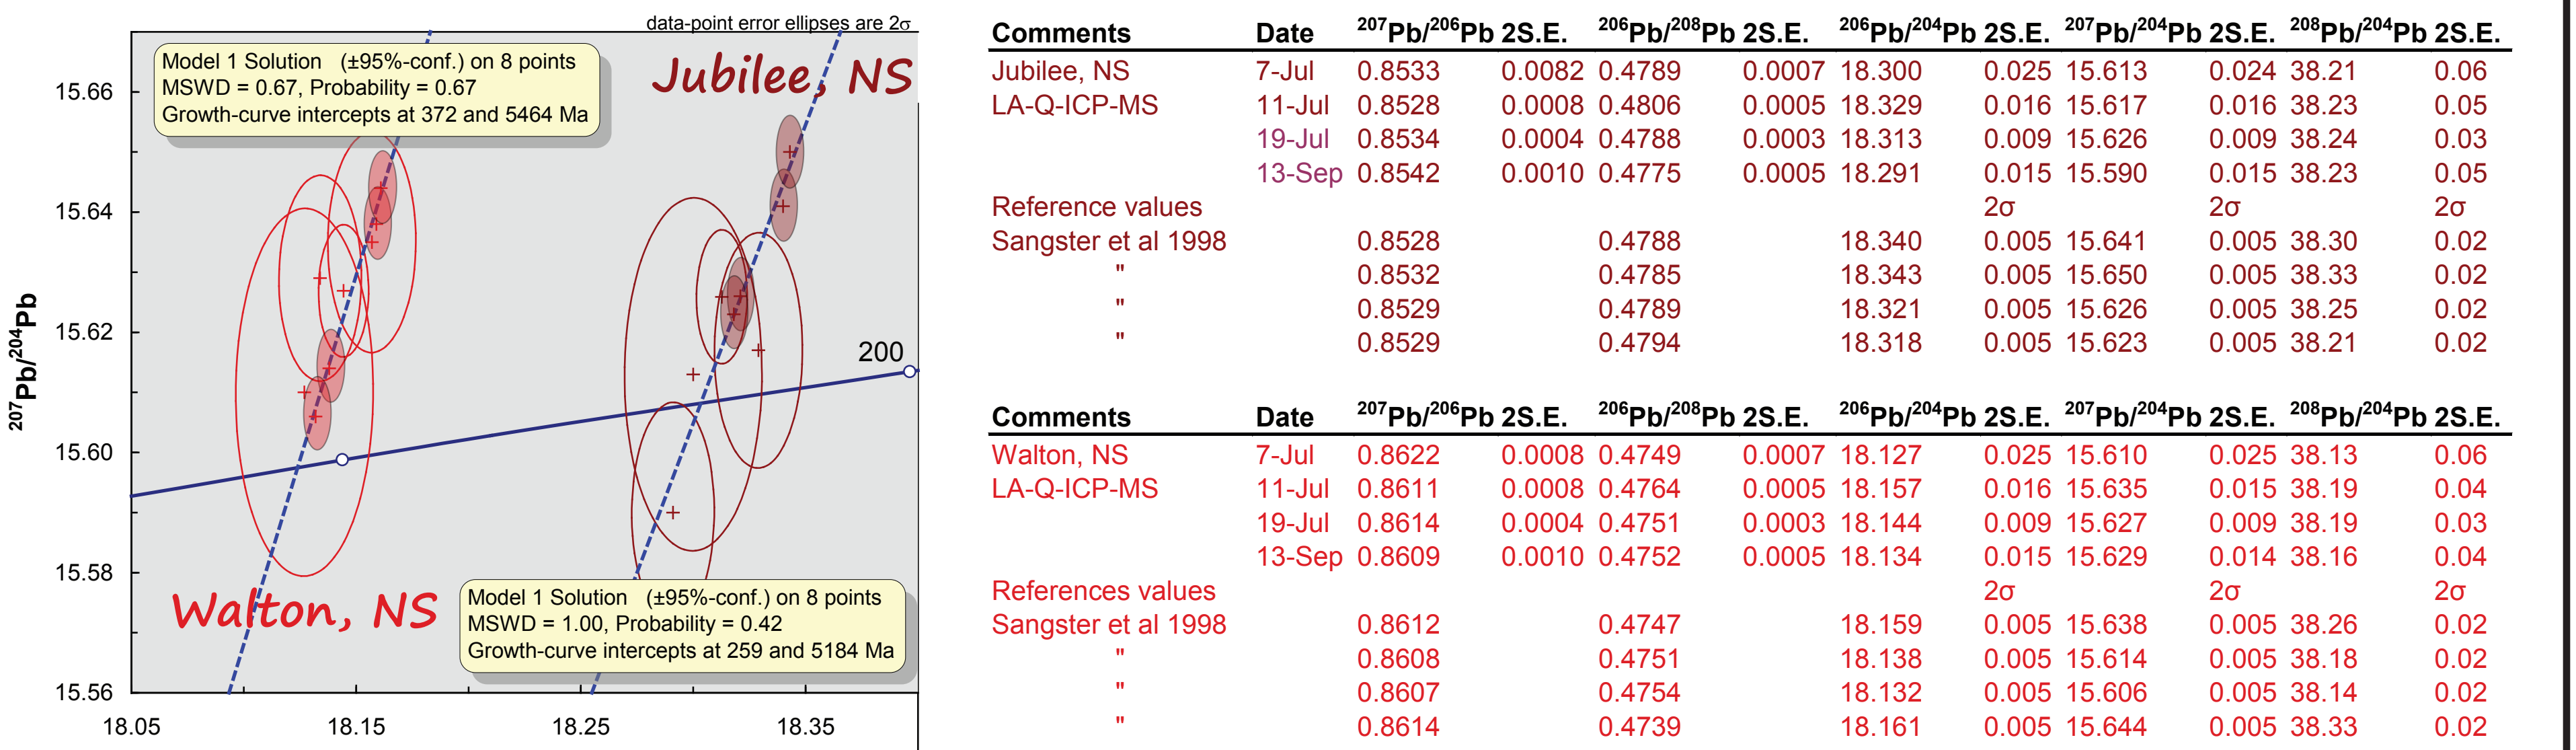 data-point error ellipses are 2σ
Model 1 Solution (±95%-conf.) on 8 points
MSWD = 0.67, Probability = 0.67
Growth-curve intercepts at 372 and 5464 Ma
Jubilee, NS
15.66
15.64
15.62
15.60
15.58
15.56
207Pb/204Pb
200
Walton, NS
Model 1 Solution (±95%-conf.) on 8 points
MSWD = 1.00, Probability = 0.42
Growth-curve intercepts at 259 and 5184 Ma
18.05 18.15 18.25 18.35
Comments Date 207Pb/206Pb 2S.E. 206Pb/208Pb 2S.E. 206Pb/204Pb 2S.E. 207Pb/204Pb 2S.E. 208Pb/204Pb 2S.E.
Jubilee, NS 7-Jul 0.8533 0.0082 0.4789 0.0007 18.300 0.025 15.613 0.024 38.21 0.06
LA-Q-ICP-MS 11-Jul 0.8528 0.0008 0.4806 0.0005 18.329 0.016 15.617 0.016 38.23 0.05
19-Jul 0.8534 0.0004 0.4788 0.0003 18.313 0.009 15.626 0.009 38.24 0.03
13-Sep 0.8542 0.0010 0.4775 0.0005 18.291 0.015 15.590 0.015 38.23 0.05
Reference values 2σ 2σ 2σ
Sangster et al 1998 0.8528 0.4788 18.340 0.005 15.641 0.005 38.30 0.02
" 0.8532 0.4785 18.343 0.005 15.650 0.005 38.33 0.02
" 0.8529 0.4789 18.321 0.005 15.626 0.005 38.25 0.02
" 0.8529 0.4794 18.318 0.005 15.623 0.005 38.21 0.02
Comments Date 207Pb/206Pb 2S.E. 206Pb/208Pb 2S.E. 206Pb/204Pb 2S.E. 207Pb/204Pb 2S.E. 208Pb/204Pb 2S.E.
Walton, NS 7-Jul 0.8622 0.0008 0.4749 0.0007 18.127 0.025 15.610 0.025 38.13 0.06
LA-Q-ICP-MS 11-Jul 0.8611 0.0008 0.4764 0.0005 18.157 0.016 15.635 0.015 38.19 0.04
19-Jul 0.8614 0.0004 0.4751 0.0003 18.144 0.009 15.627 0.009 38.19 0.03
13-Sep 0.8609 0.0010 0.4752 0.0005 18.134 0.015 15.629 0.014 38.16 0.04
References values 2σ 2σ 2σ
Sangster et al 1998 0.8612 0.4747 18.159 0.005 15.638 0.005 38.26 0.02
" 0.8608 0.4751 18.138 0.005 15.614 0.005 38.18 0.02
" 0.8607 0.4754 18.132 0.005 15.606 0.005 38.14 0.02
" 0.8614 0.4739 18.161 0.005 15.644 0.005 38.33 0.02